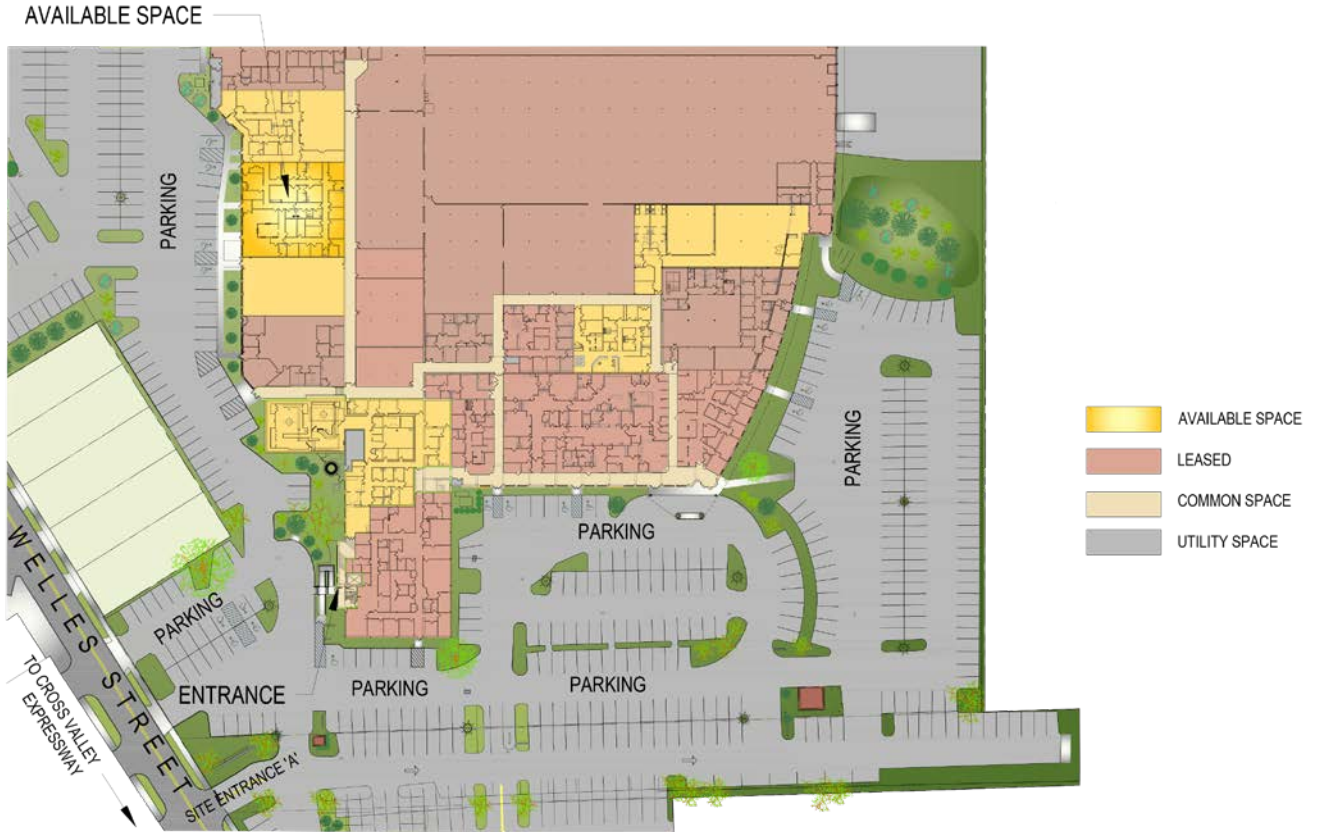 AVAILABLE SPACE
PARKING
PARKING
AVAILABLE SPACE
LEASED
COMMON SPACE
UTILITY SPACE
PARKING
WELLES STREET
PARKING
TO CROSS VALLEY
EXPRESSWAY
ENTRANCE
PARKING
PARKING
SITE ENTRANCE 'A'